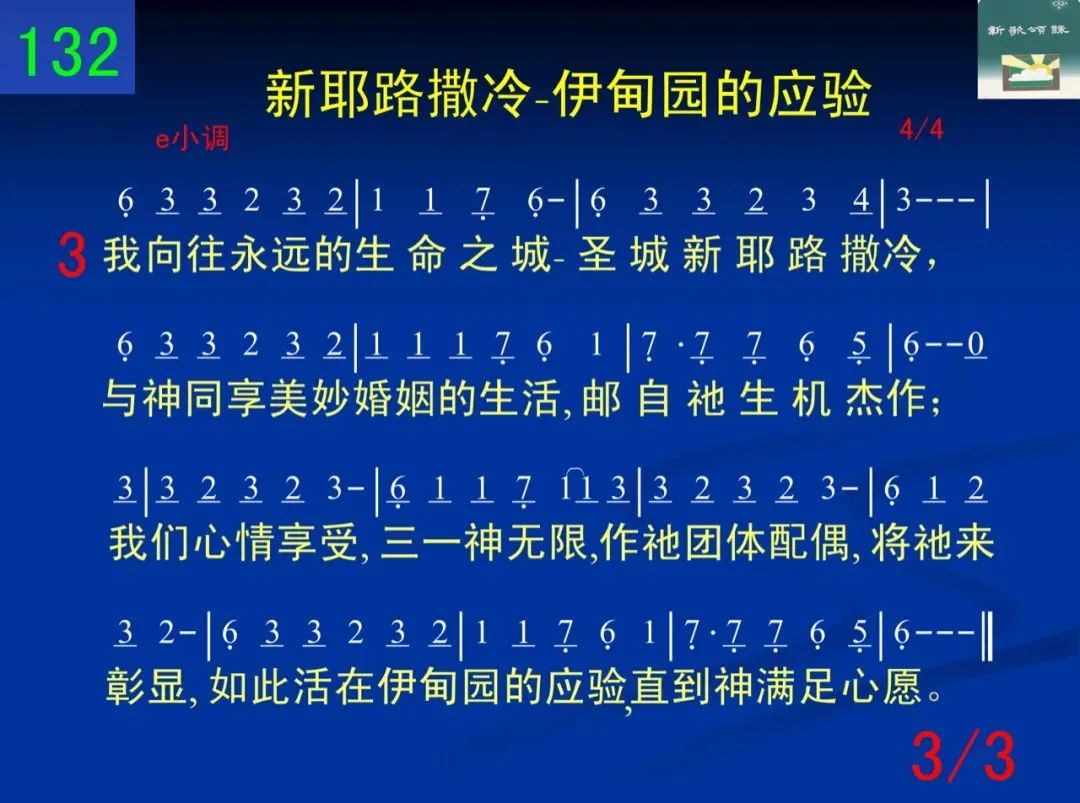 132
新歌頌詠
新耶路撒冷-伊甸园的应验
e小调 4/4
6 3 3 2 3 2|1 1 7 6-|6 3 3 2 3 4|3---|
3 我向往永远的生命之城-圣城新耶路撒冷，
6 3 3 2 3 2|1 1 1 7 6 1|7·7 7 6 5|6--0
与神同享美妙婚姻的生活,邮自祂生机杰作；
3|3 2 3 2 3-|6 1 1 7 1 1 3|3 2 3 2 3-|6 1 2
我们心情享受,三一神无限,作祂团体配偶,将祂来
3 2-|6 3 3 2 3 2|1 1 7 6 1|7·7 7 6 5|6---‖
彰显,如此活在伊甸园的应验,直到神满足心愿。
3/3